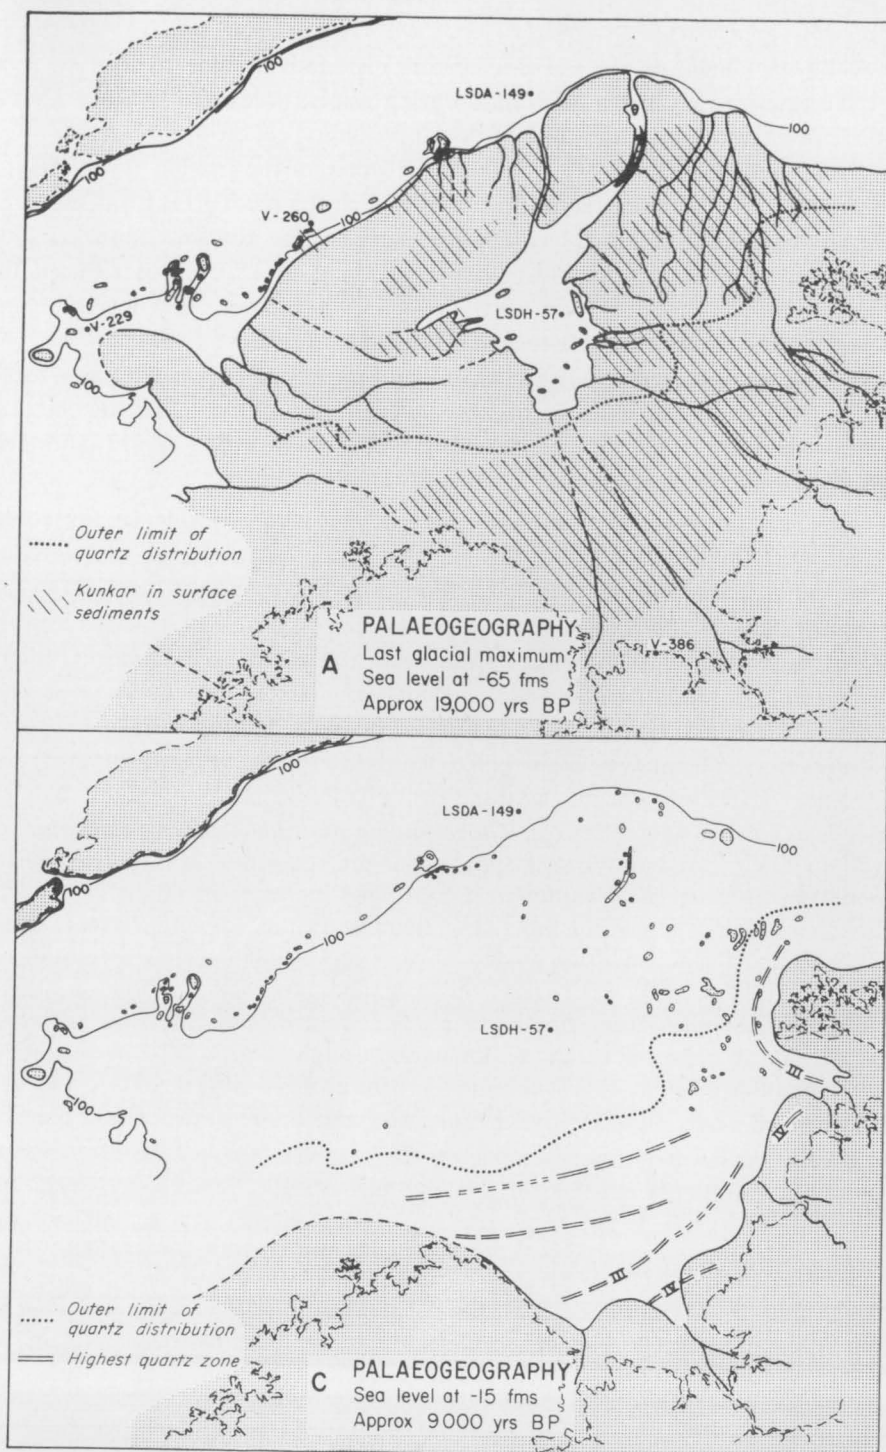 100
LSDA-149
100
100
V-260
100
LSDH-57
V-229
100
Outer limit of
quartz distribution
Kunkar in surface
sediments
PALAEOGEOGRAPHY
A
Last glacial maximum
Sea level at -65 fms
Approx 19,000 yrs BP
V-386
100
LSDA-149
100
100
100
LSDH-57
III
100
IV
III
IV
Outer limit of
quartz distribution
Highest quartz zone
C
PALAEOGEOGRAPHY
Sea level at -15 fms
Approx 9000 yrs BP